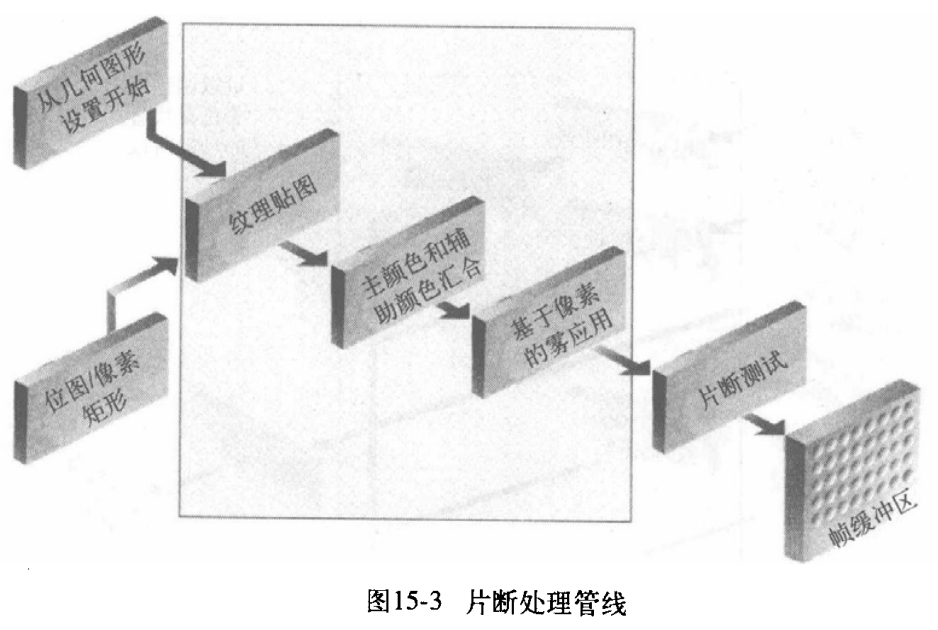 从几何图形
设置开始
纹理贴图
主颜色和辅
助颜色汇合
基于像素
的雾应用
位图/像素
矩形
片断测试
帧缓冲区
图15-3 片断处理管线